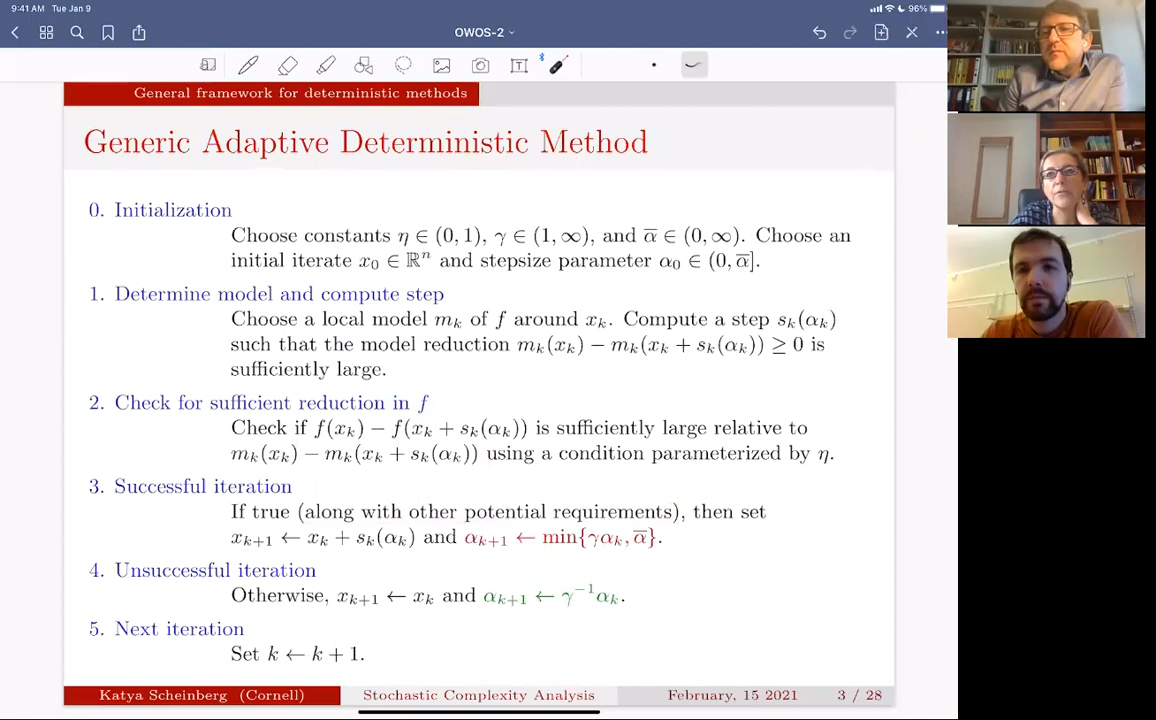 9:41 AM Tue Jan 9
96%
OWOS-2
General framework for deterministic methods
Generic Adaptive Deterministic Method
0. Initialization
Choose constants η ∈ (0, 1), γ ∈ (1, ∞), and α̅ ∈ (0, ∞). Choose an
initial iterate x₀ ∈ ℝⁿ and stepsize parameter α₀ ∈ (0, α̅].
1. Determine model and compute step
Choose a local model mₖ of f around xₖ. Compute a step sₖ(αₖ)
such that the model reduction mₖ(xₖ) − mₖ(xₖ + sₖ(αₖ)) ≥ 0 is
sufficiently large.
2. Check for sufficient reduction in f
Check if f(xₖ) − f(xₖ + sₖ(αₖ)) is sufficiently large relative to
mₖ(xₖ) − mₖ(xₖ + sₖ(αₖ)) using a condition parameterized by η.
3. Successful iteration
If true (along with other potential requirements), then set
xₖ₊₁ ← xₖ + sₖ(αₖ) and αₖ₊₁ ← min{γαₖ, α̅}.
4. Unsuccessful iteration
Otherwise, xₖ₊₁ ← xₖ and αₖ₊₁ ← γ⁻¹αₖ.
5. Next iteration
Set k ← k + 1.
Katya Scheinberg (Cornell) Stochastic Complexity Analysis February, 15 2021 3 / 28